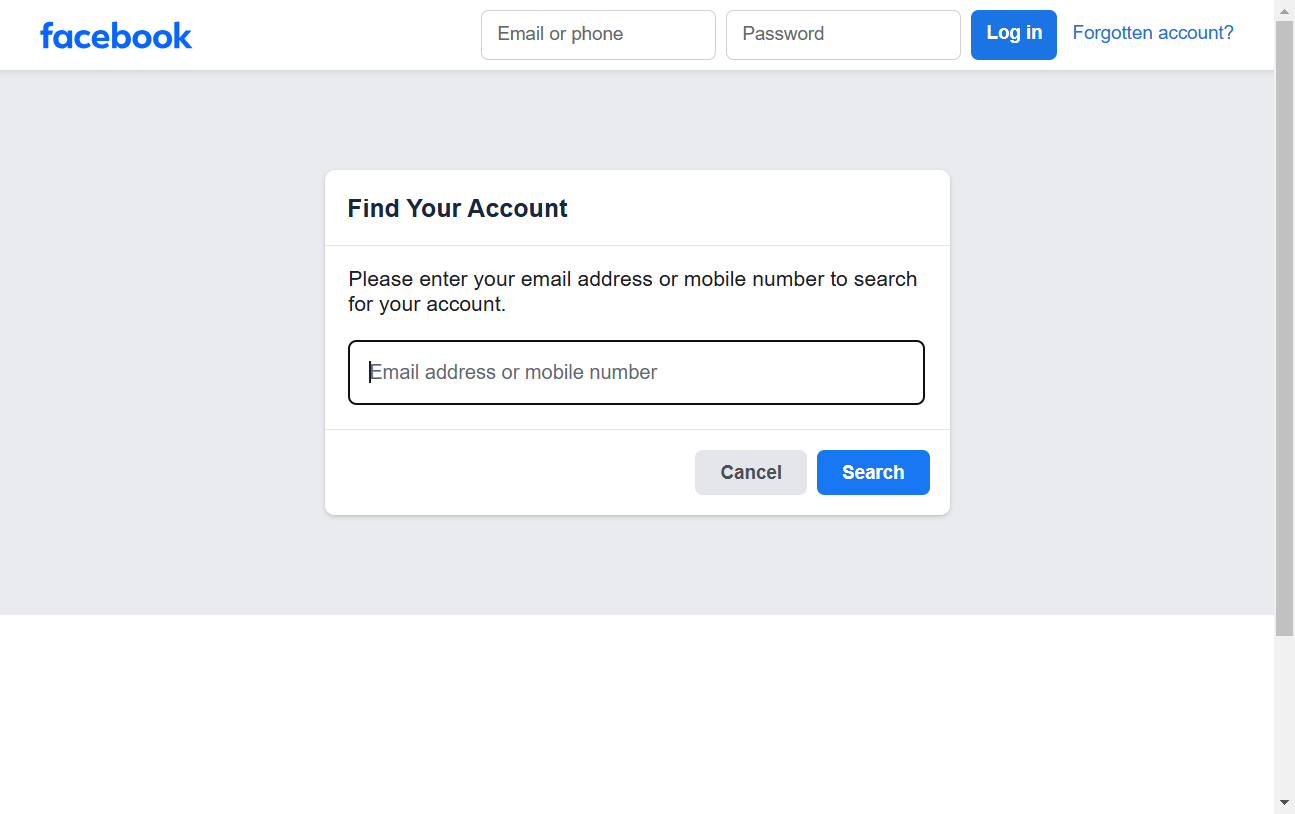 facebook
Email or phone
Password
Log in
Forgotten account?
Find Your Account
Please enter your email address or mobile number to search
for your account.
Email address or mobile number
Cancel
Search